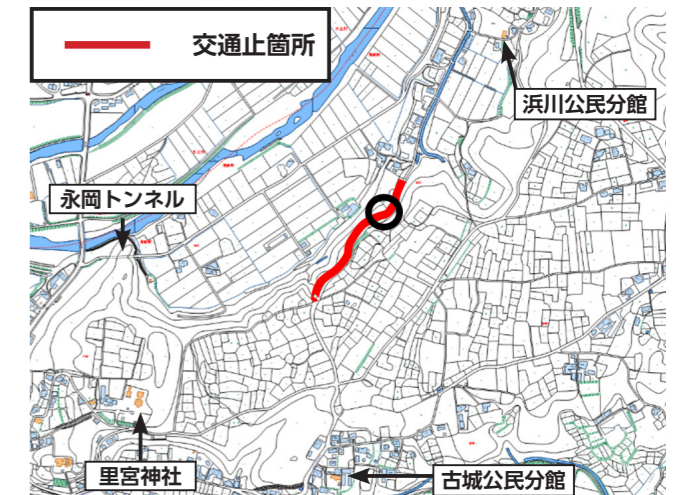 交通止箇所
浜川公民分館
永岡トンネル
里宮神社
古城公民分館